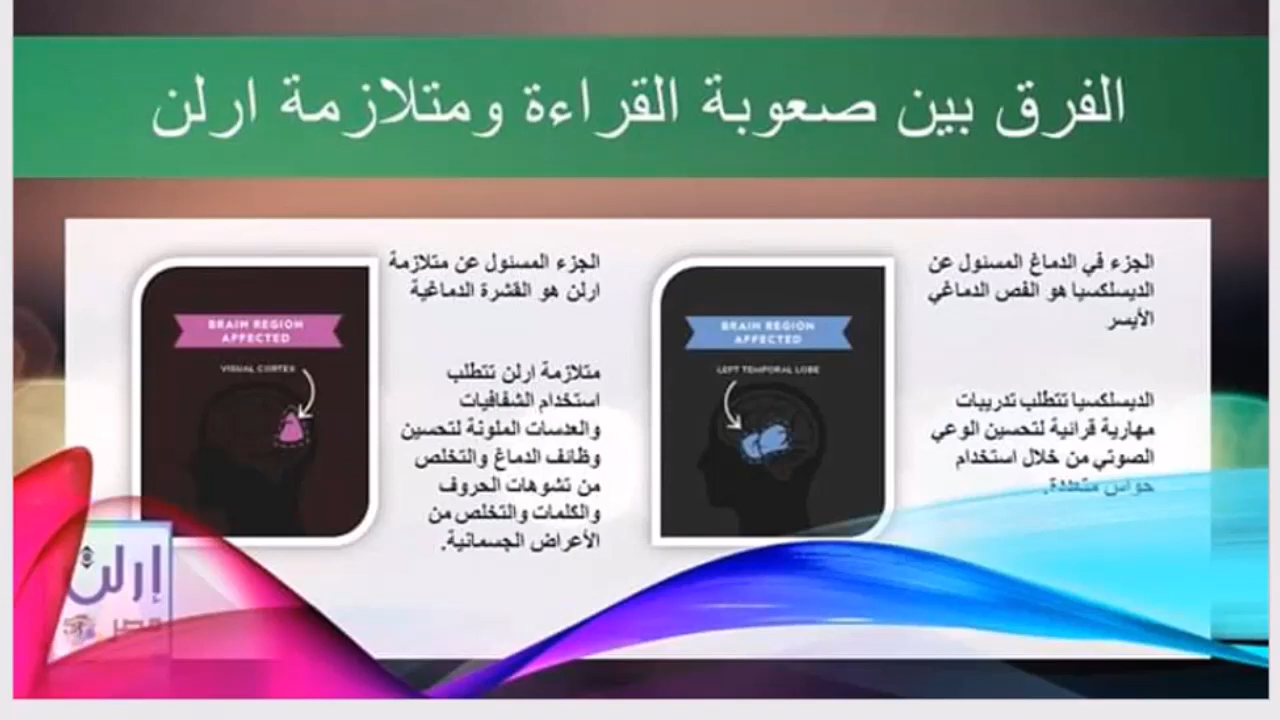 الفرق بين صعوبة القراءة ومتلازمة ارلن
الجزء في الدماغ المسئول عن
الديسلكسيا هو الفص الدماغي
الأيسر
الديسلكسيا تتطلب تدريبات
مهارية قرائية لتحسين الوعي
الصوتي من خلال استخدام
حواس متعددة.
BRAIN REGION
AFFECTED
LEFT TEMPORAL LOBE
الجزء المسئول عن متلازمة
ارلن هو القشرة الدماغية
متلازمة ارلن تتطلب
استخدام الشفافيات
والعدسات الملونة لتحسين
وظائف الدماغ والتخلص
من تشوهات الحروف
والكلمات والتخلص من
الأعراض الجسمانية.
BRAIN REGION
AFFECTED
VISUAL CORTEX
إرلن
مصر